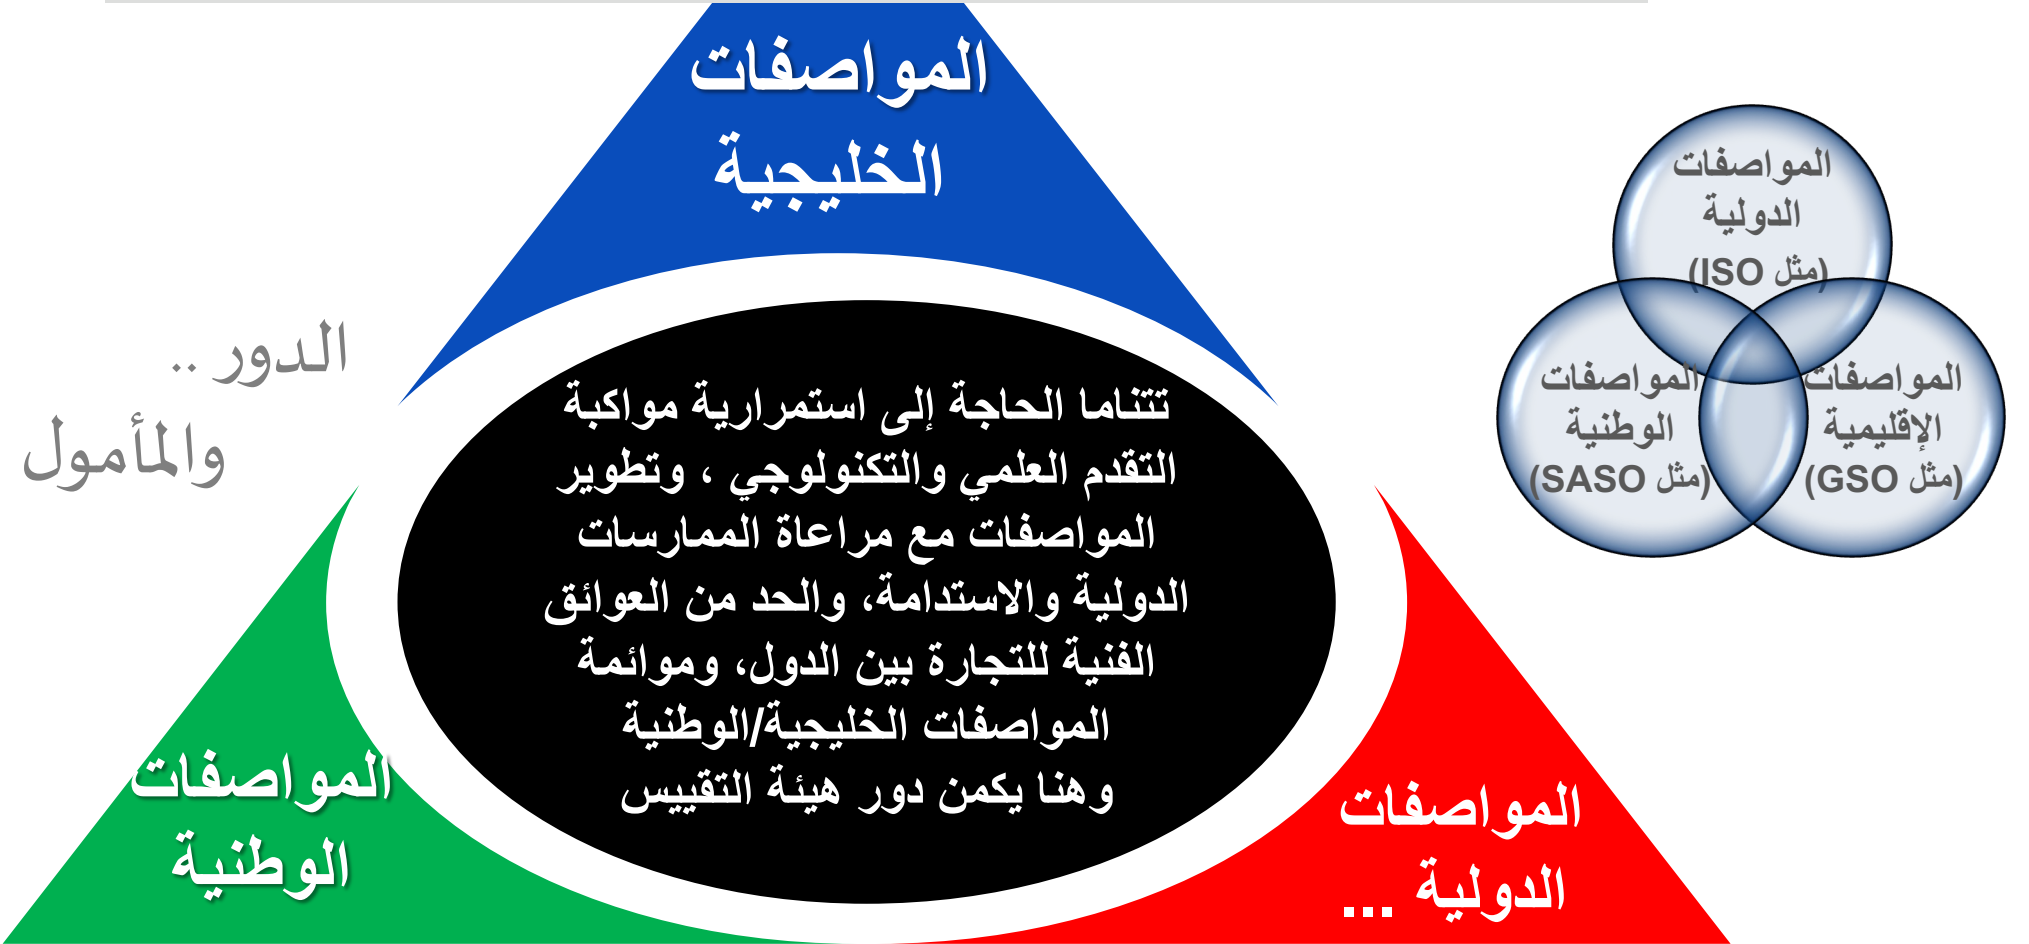 المواصفات
الخليجية
الدور ..
والمأمول
تتناما الحاجة إلى استمرارية مواكبة
التقدم العلمي والتكنولوجي ، وتطوير
المواصفات مع مراعاة الممارسات
الدولية والاستدامة، والحد من العوائق
الفنية للتجارة بين الدول، وموائمة
المواصفات الخليجية/الوطنية
وهنا يكمن دور هيئة التقييس
المواصفات
الدولية ...
المواصفات
الوطنية
المواصفات
الدولية
(مثل ISO)
المواصفات
الإقليمية
(مثل GSO)
المواصفات
الوطنية
(مثل SASO)